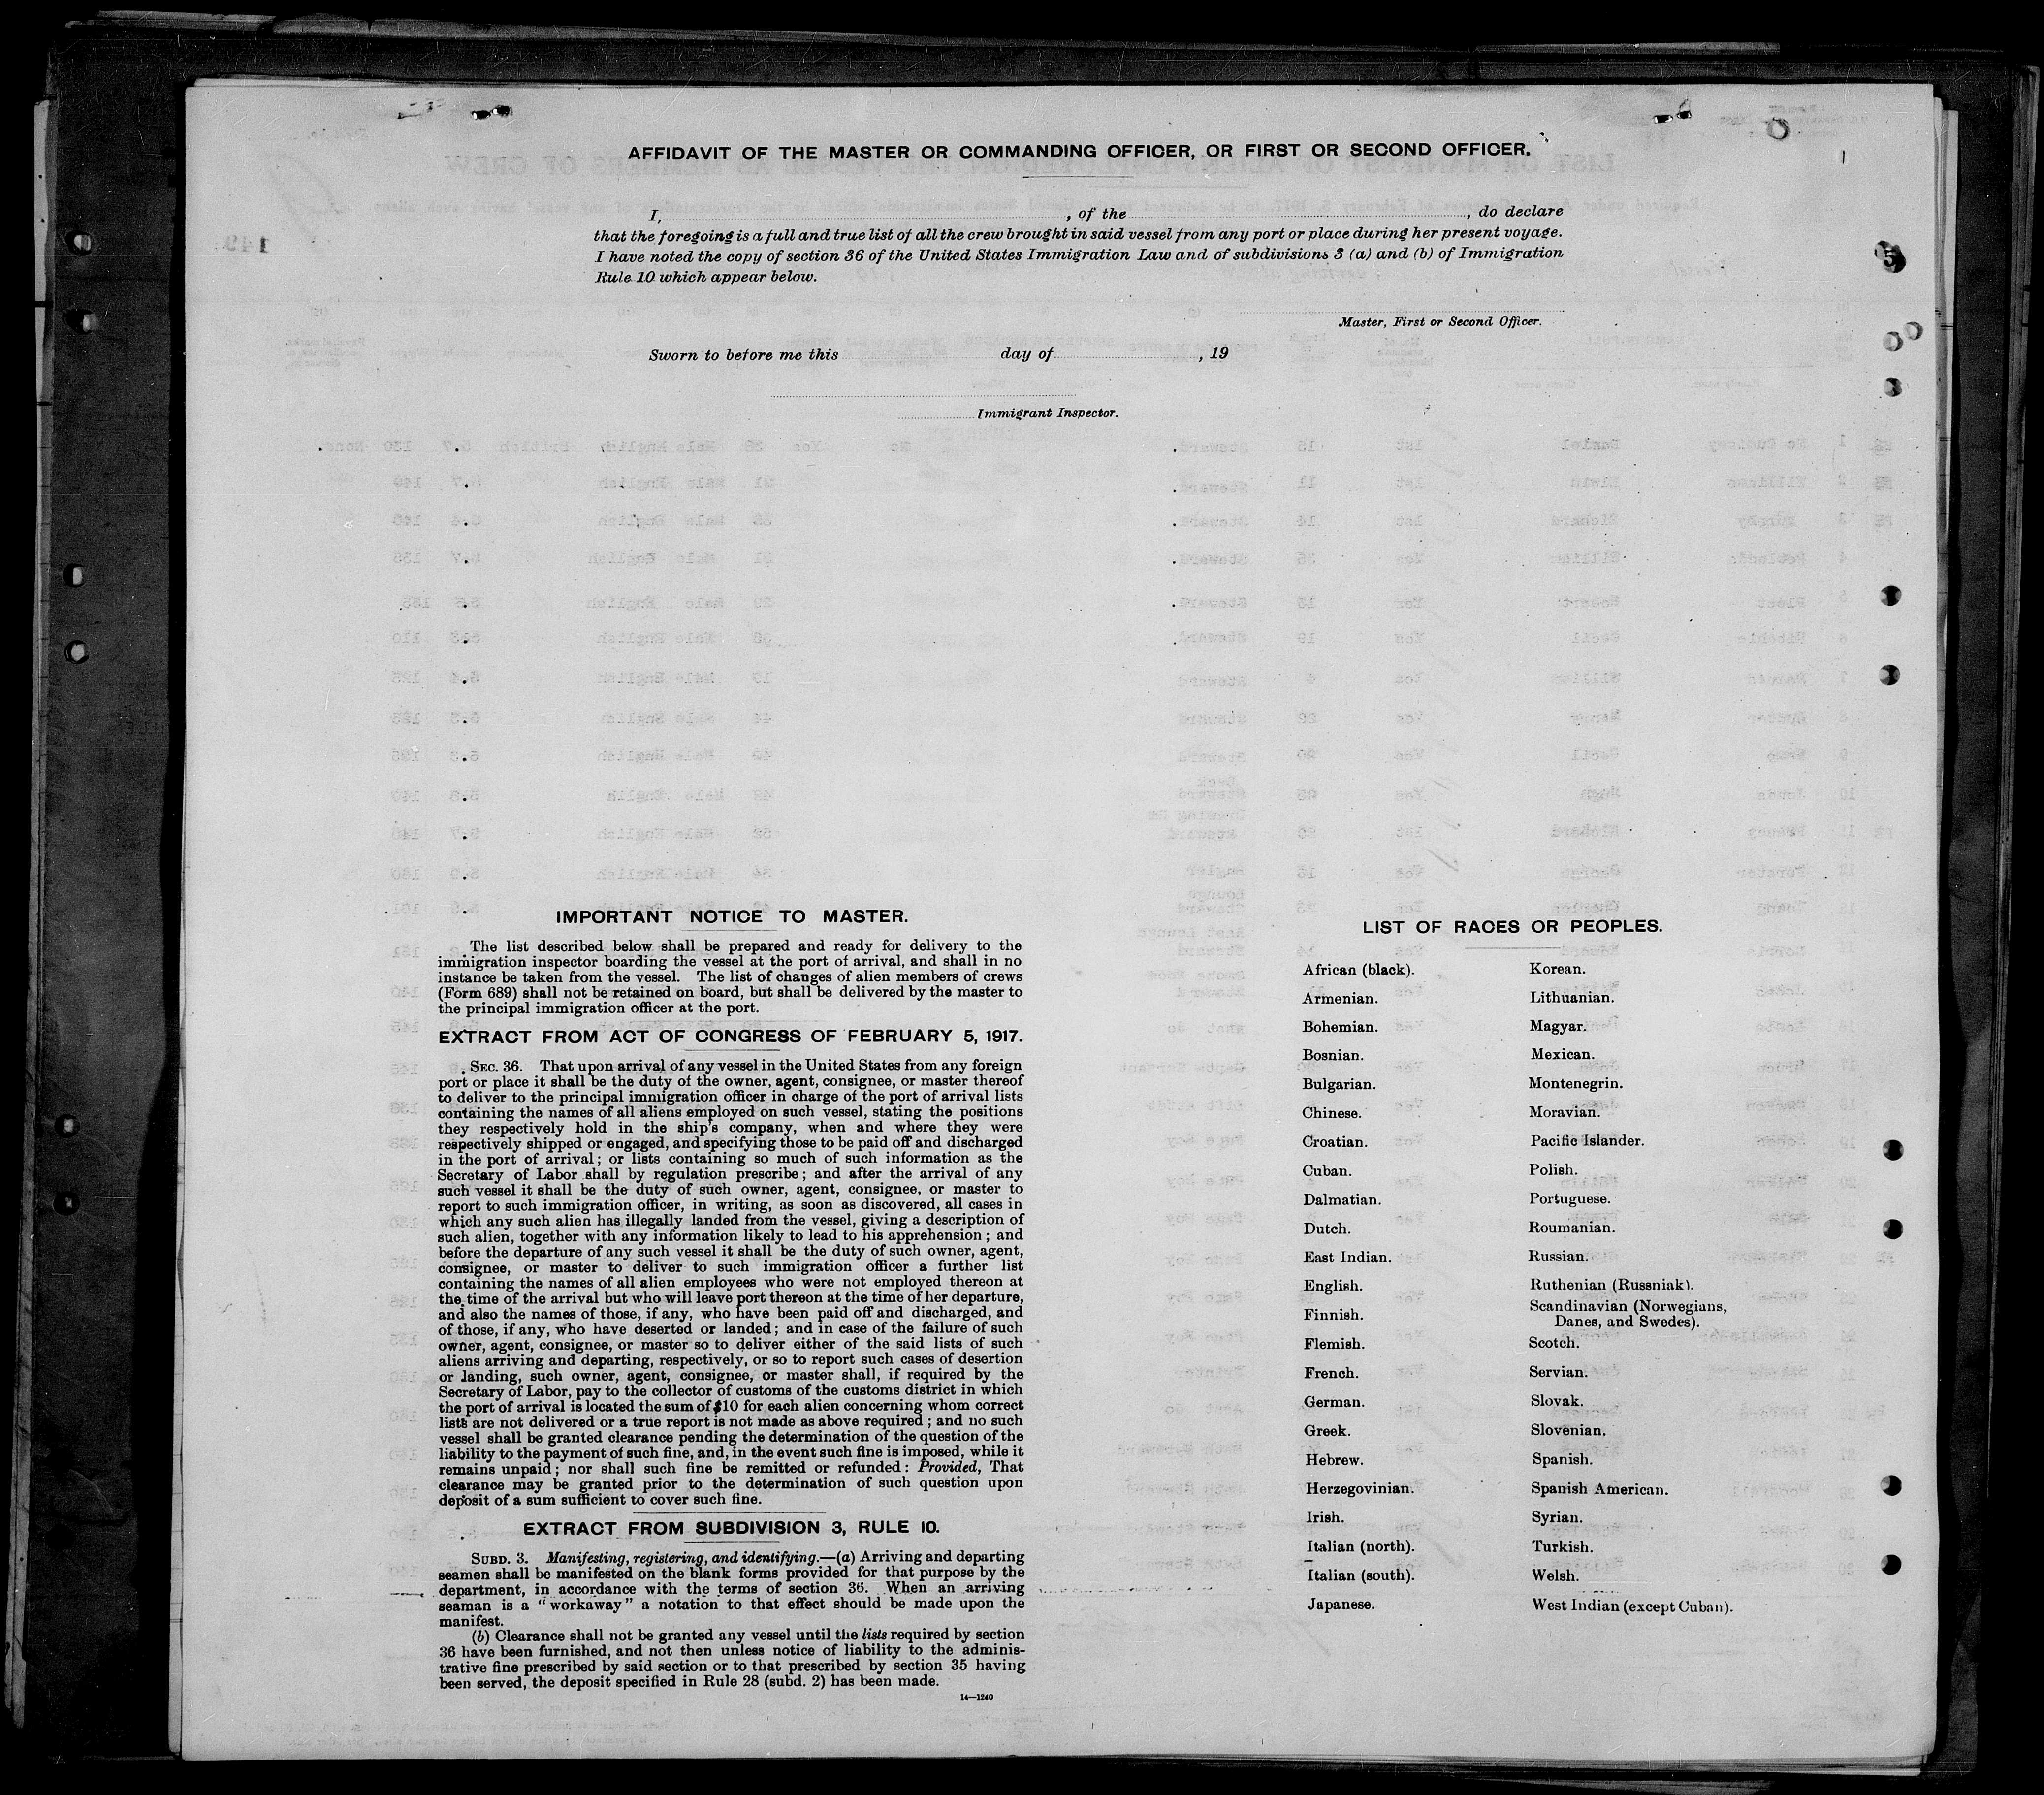 AFFIDAVIT OF THE MASTER OR COMMANDING OFFICER, OR FIRST OR SECOND OFFICER.
I, , of the , do declare
that the foregoing is a full and true list of all the crew brought in said vessel from any port or place during her present voyage.
I have noted the copy of section 36 of the United States Immigration Law and of subdivisions 3 (a) and (b) of Immigration
Rule 10 which appear below.
Master, First or Second Officer.
Sworn to before me this day of , 19
Immigrant Inspector.
IMPORTANT NOTICE TO MASTER.
The list described below shall be prepared and ready for delivery to the
immigration inspector boarding the vessel at the port of arrival, and shall in no
instance be taken from the vessel. The list of changes of alien members of crews
(Form 689) shall not be retained on board, but shall be delivered by the master to
the principal immigration officer at the port.
EXTRACT FROM ACT OF CONGRESS OF FEBRUARY 5, 1917.
SEC. 36. That upon arrival of any vessel in the United States from any foreign
port or place it shall be the duty of the owner, agent, consignee, or master thereof
to deliver to the principal immigration officer in charge of the port of arrival lists
containing the names of all aliens employed on such vessel, stating the positions
they respectively hold in the ship's company, when and where they were
respectively shipped or engaged, and specifying those to be paid off and discharged
in the port of arrival; or lists containing so much of such information as the
Secretary of Labor shall by regulation prescribe; and after the arrival of any
such vessel it shall be the duty of such owner, agent, consignee, or master to
report to such immigration officer, in writing, as soon as discovered, all cases in
which any such alien has illegally landed from the vessel, giving a description of
such alien, together with any information likely to lead to his apprehension; and
before the departure of any such vessel it shall be the duty of such owner, agent,
consignee, or master to deliver to such immigration officer a further list
containing the names of all alien employees who were not employed thereon at
the time of the arrival but who will leave port thereon at the time of her departure,
and also the names of those, if any, who have been paid off and discharged, and
of those, if any, who have deserted or landed; and in case of the failure of such
owner, agent, consignee, or master so to deliver either of the said lists of such
aliens arriving and departing, respectively, or so to report such cases of desertion
or landing, such owner, agent, consignee, or master shall, if required by the
Secretary of Labor, pay to the collector of customs of the customs district in which
the port of arrival is located the sum of $10 for each alien concerning whom correct
lists are not delivered or a true report is not made as above required; and no such
vessel shall be granted clearance pending the determination of the question of the
liability to the payment of such fine, and, in the event such fine is imposed, while it
remains unpaid; nor shall such fine be remitted or refunded: Provided, That
clearance may be granted prior to the determination of such question upon
deposit of a sum sufficient to cover such fine.
EXTRACT FROM SUBDIVISION 3, RULE 10.
SUBD. 3. Manifesting, registering, and identifying.—(a) Arriving and departing
seamen shall be manifested on the blank forms provided for that purpose by the
department, in accordance with the terms of section 36. When an arriving
seaman is a "workaway" a notation to that effect should be made upon the
manifest.
(b) Clearance shall not be granted any vessel until the lists required by section
36 have been furnished, and not then unless notice of liability to the adminis-
trative fine prescribed by said section or to that prescribed by section 35 having
been served, the deposit specified in Rule 28 (subd. 2) has been made.
14—1240
LIST OF RACES OR PEOPLES.
African (black).
Armenian.
Bohemian.
Bosnian.
Bulgarian.
Chinese.
Croatian.
Cuban.
Dalmatian.
Dutch.
East Indian.
English.
Finnish.
Flemish.
French.
German.
Greek.
Hebrew.
Herzegovinian.
Irish.
Italian (north).
Italian (south).
Japanese.
Korean.
Lithuanian.
Magyar.
Mexican.
Montenegrin.
Moravian.
Pacific Islander.
Polish.
Portuguese.
Roumanian.
Russian.
Ruthenian (Russniak).
Scandinavian (Norwegians,
Danes, and Swedes).
Scotch.
Servian.
Slovak.
Slovenian.
Spanish.
Spanish American.
Syrian.
Turkish.
Welsh.
West Indian (except Cuban).